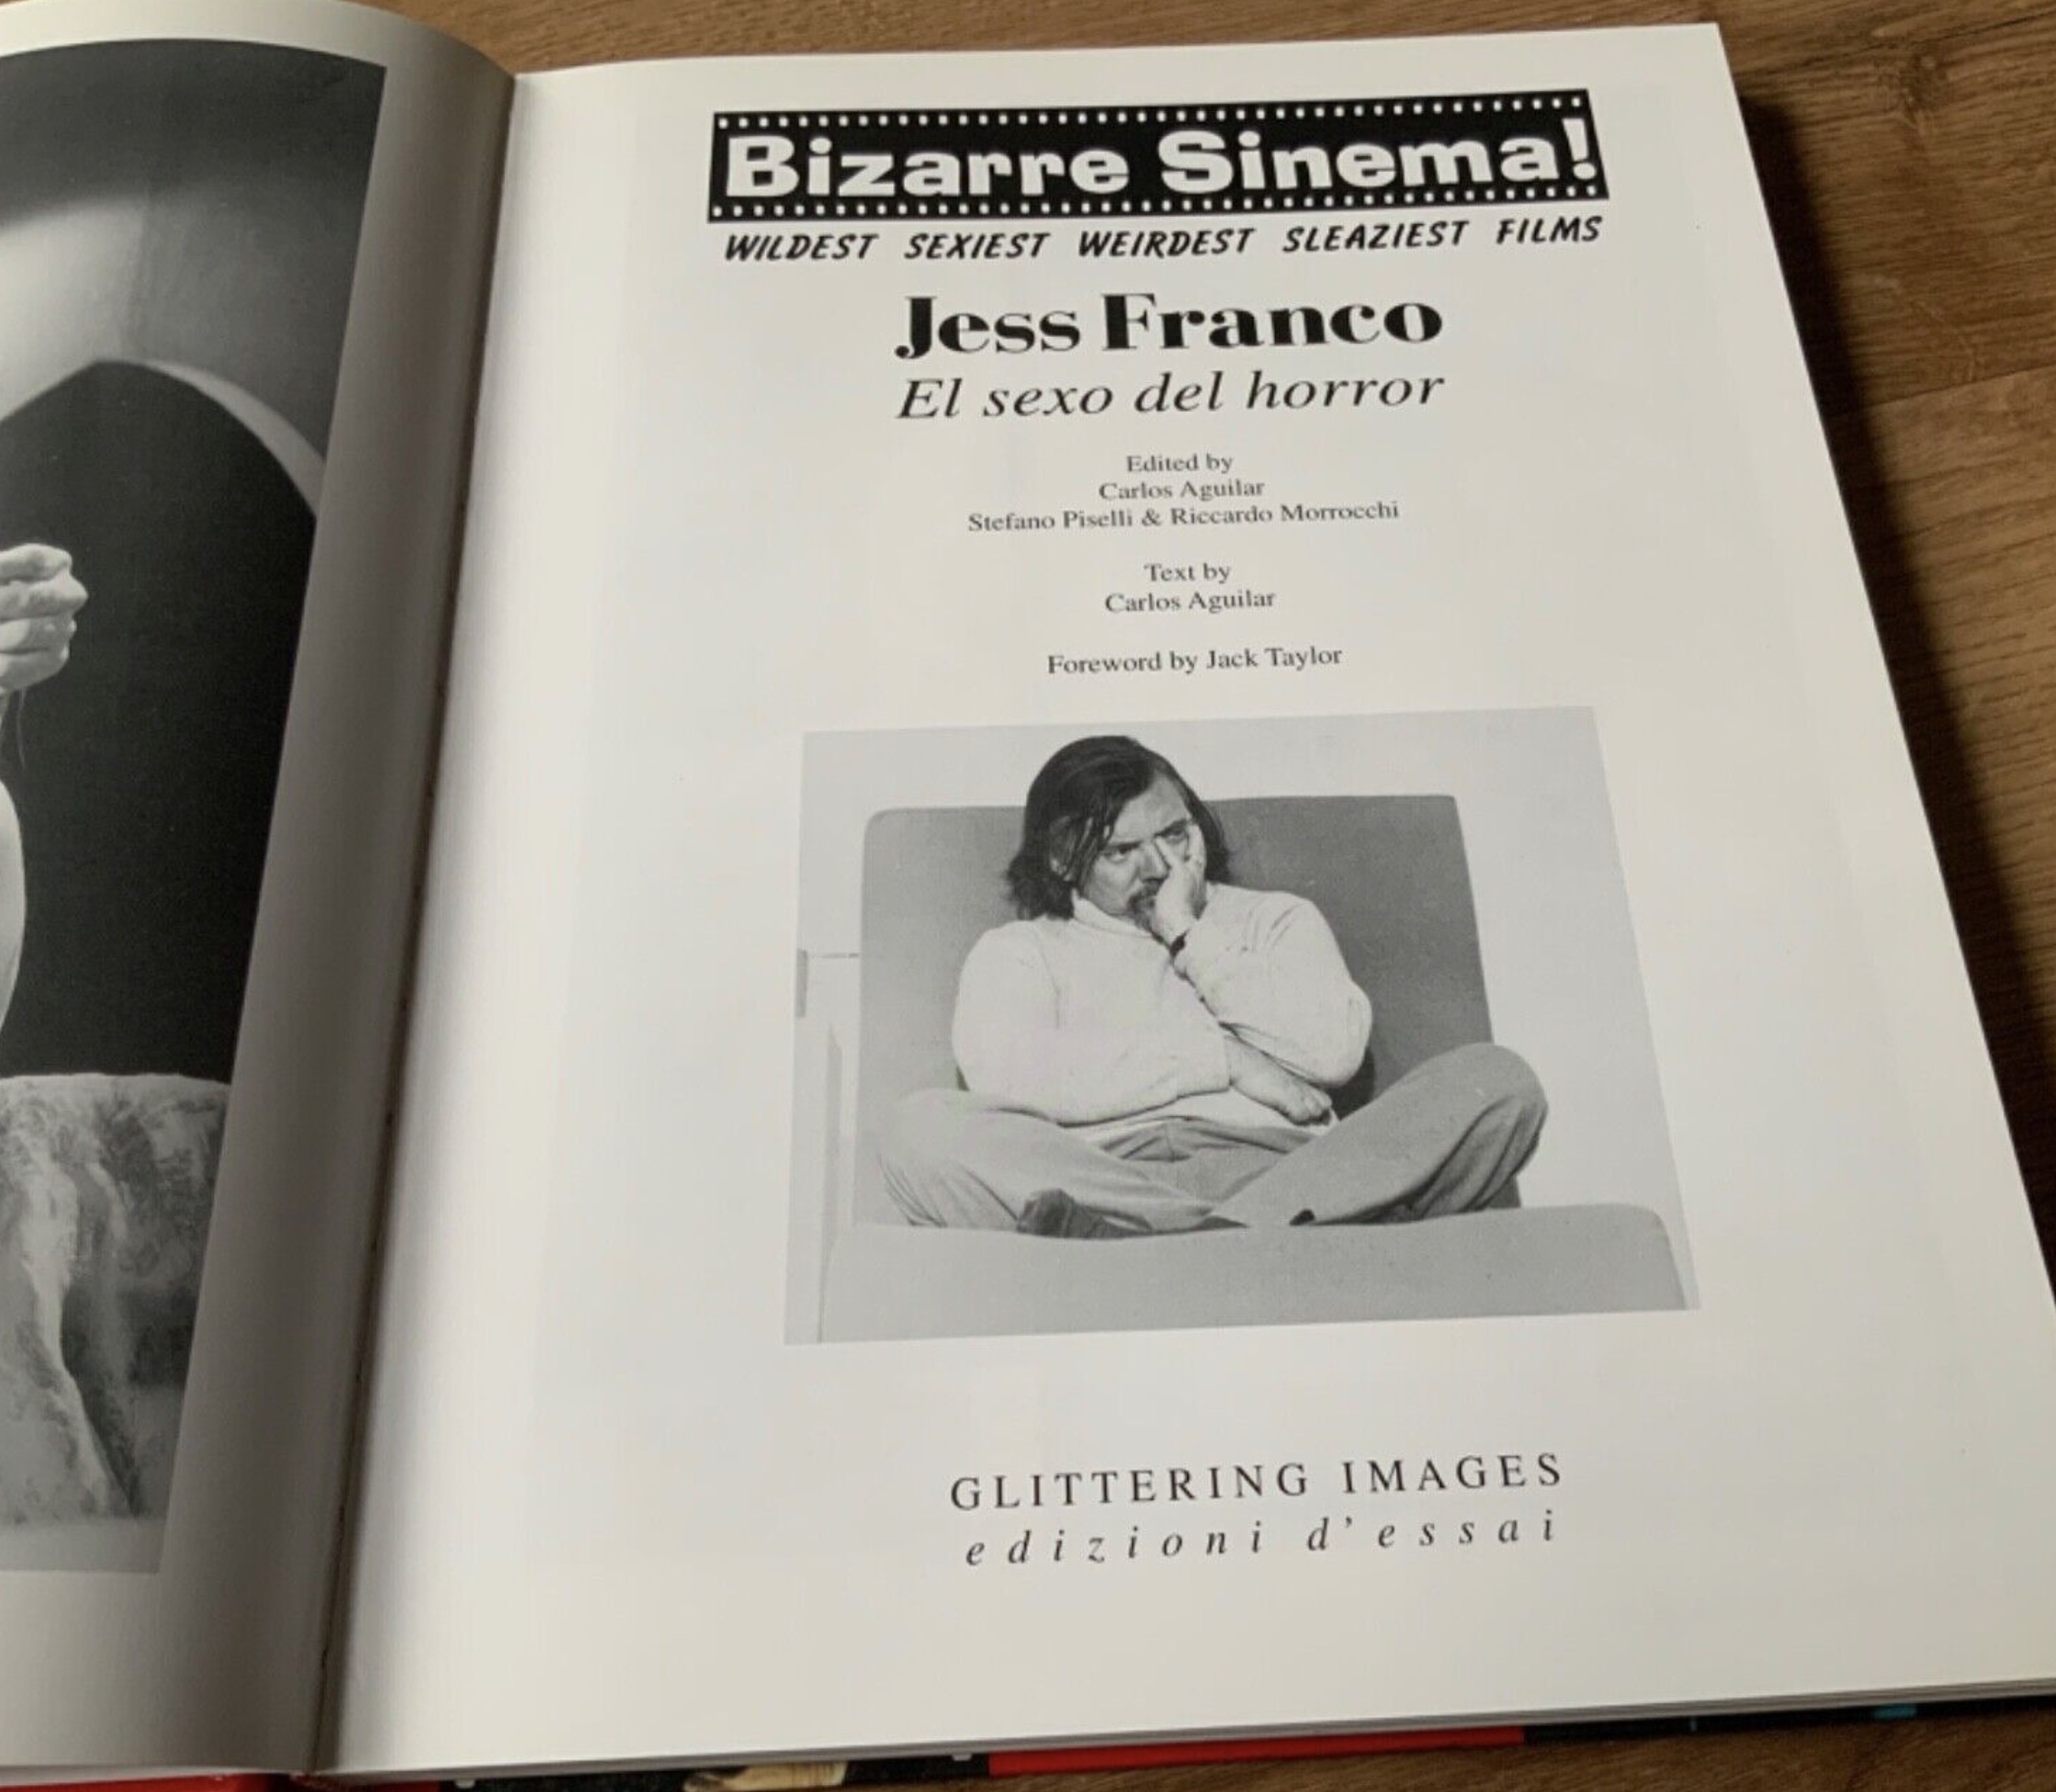 Bizarre Sinema!
WILDEST SEXIEST WEIRDEST SLEAZIEST FILMS
Jess Franco
El sexo del horror
Edited by
Carlos Aguilar
Stefano Piselli & Riccardo Morrocchi
Text by
Carlos Aguilar
Foreword by Jack Taylor
GLITTERING IMAGES
edizioni d'essai